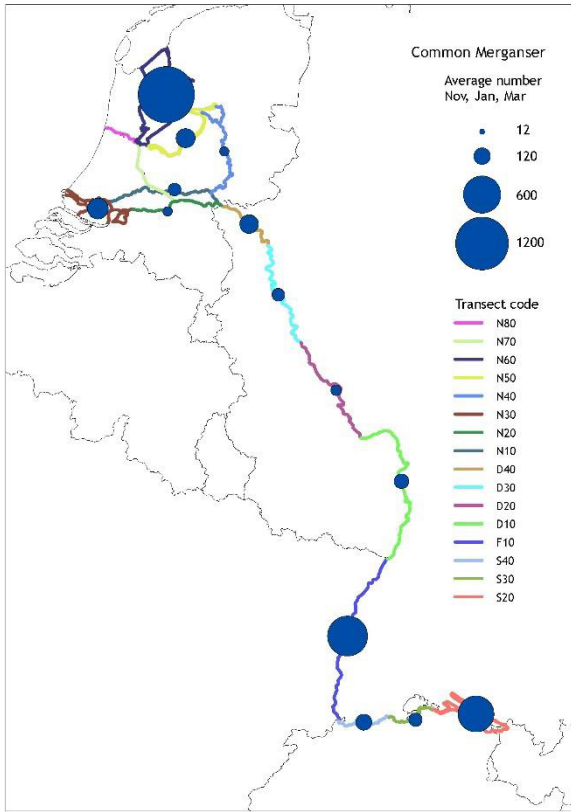 Common Merganser
Average number
Nov, Jan, Mar
12
120
600
1200
Transect code
N80
N70
N60
N50
N40
N30
N20
N10
D40
D30
D20
D10
F10
S40
S30
S20